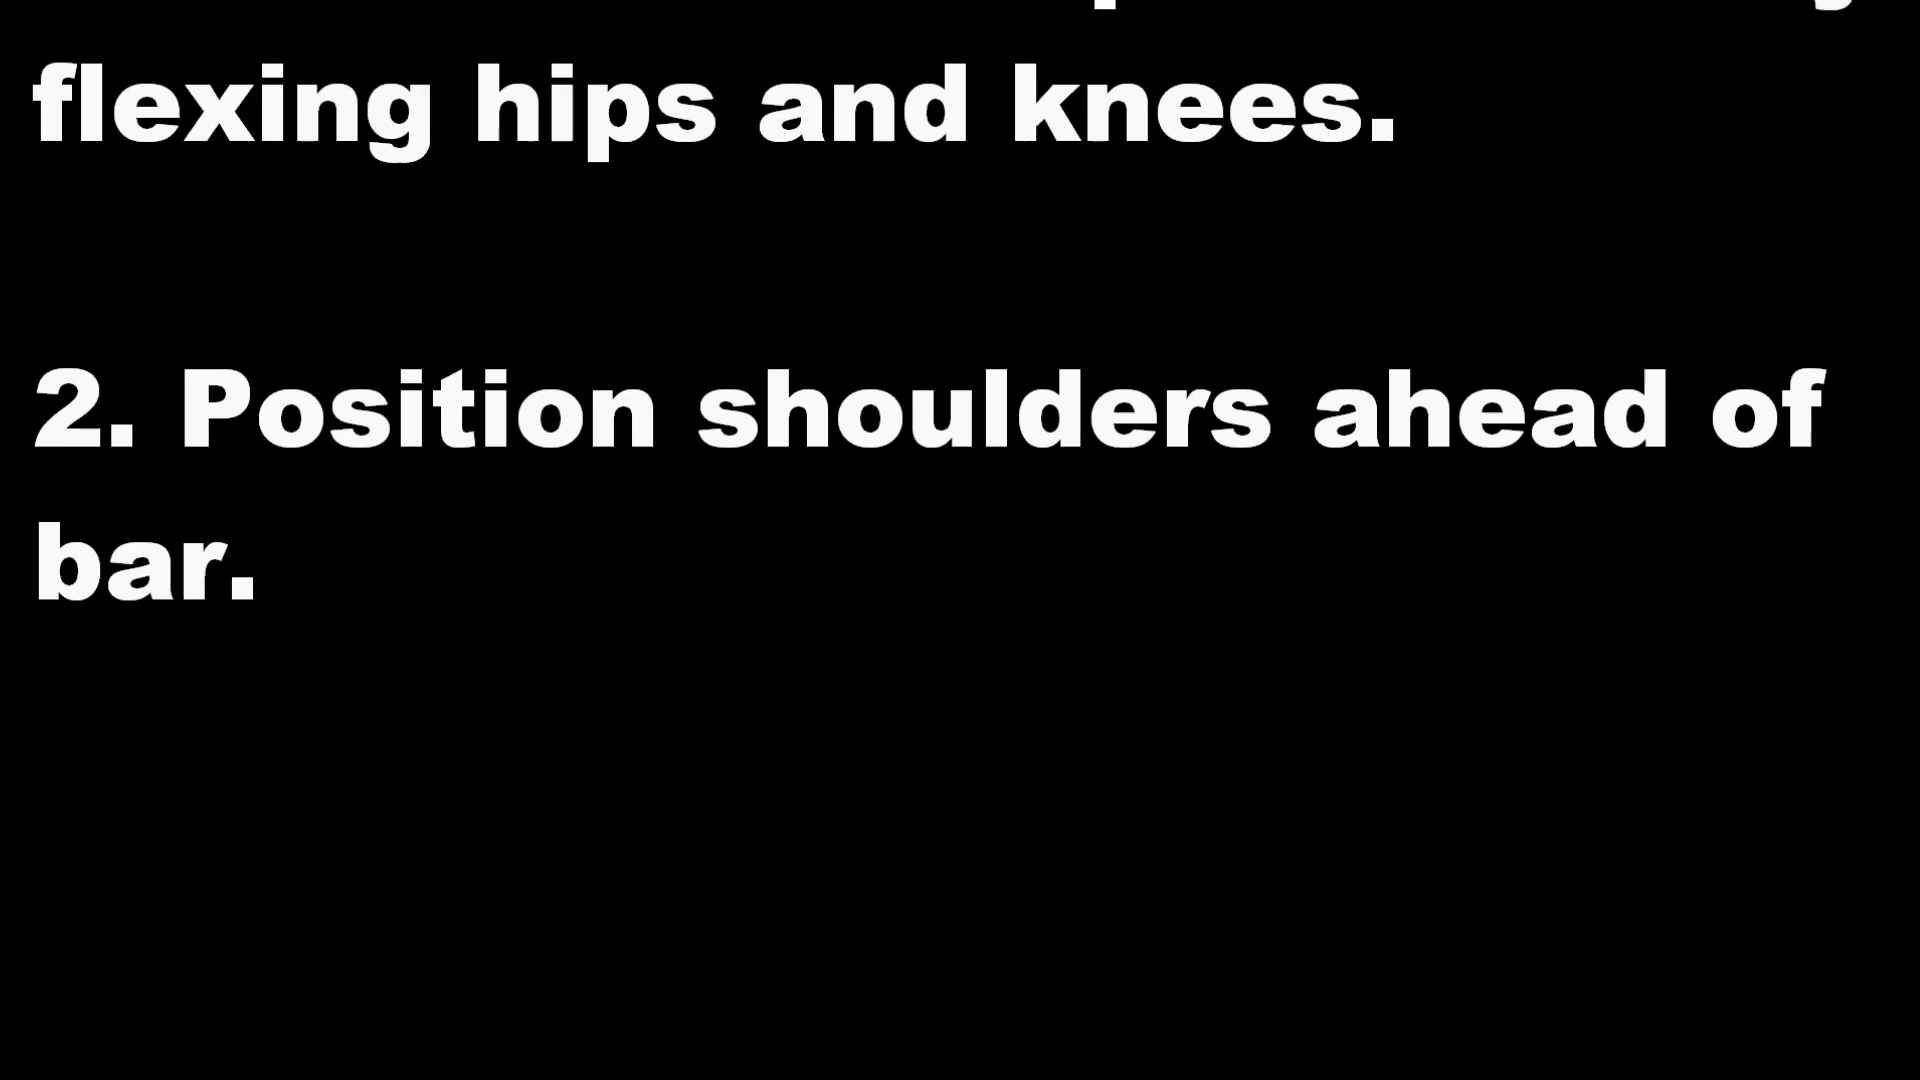 flexing hips and knees.
2. Position shoulders ahead of
bar.